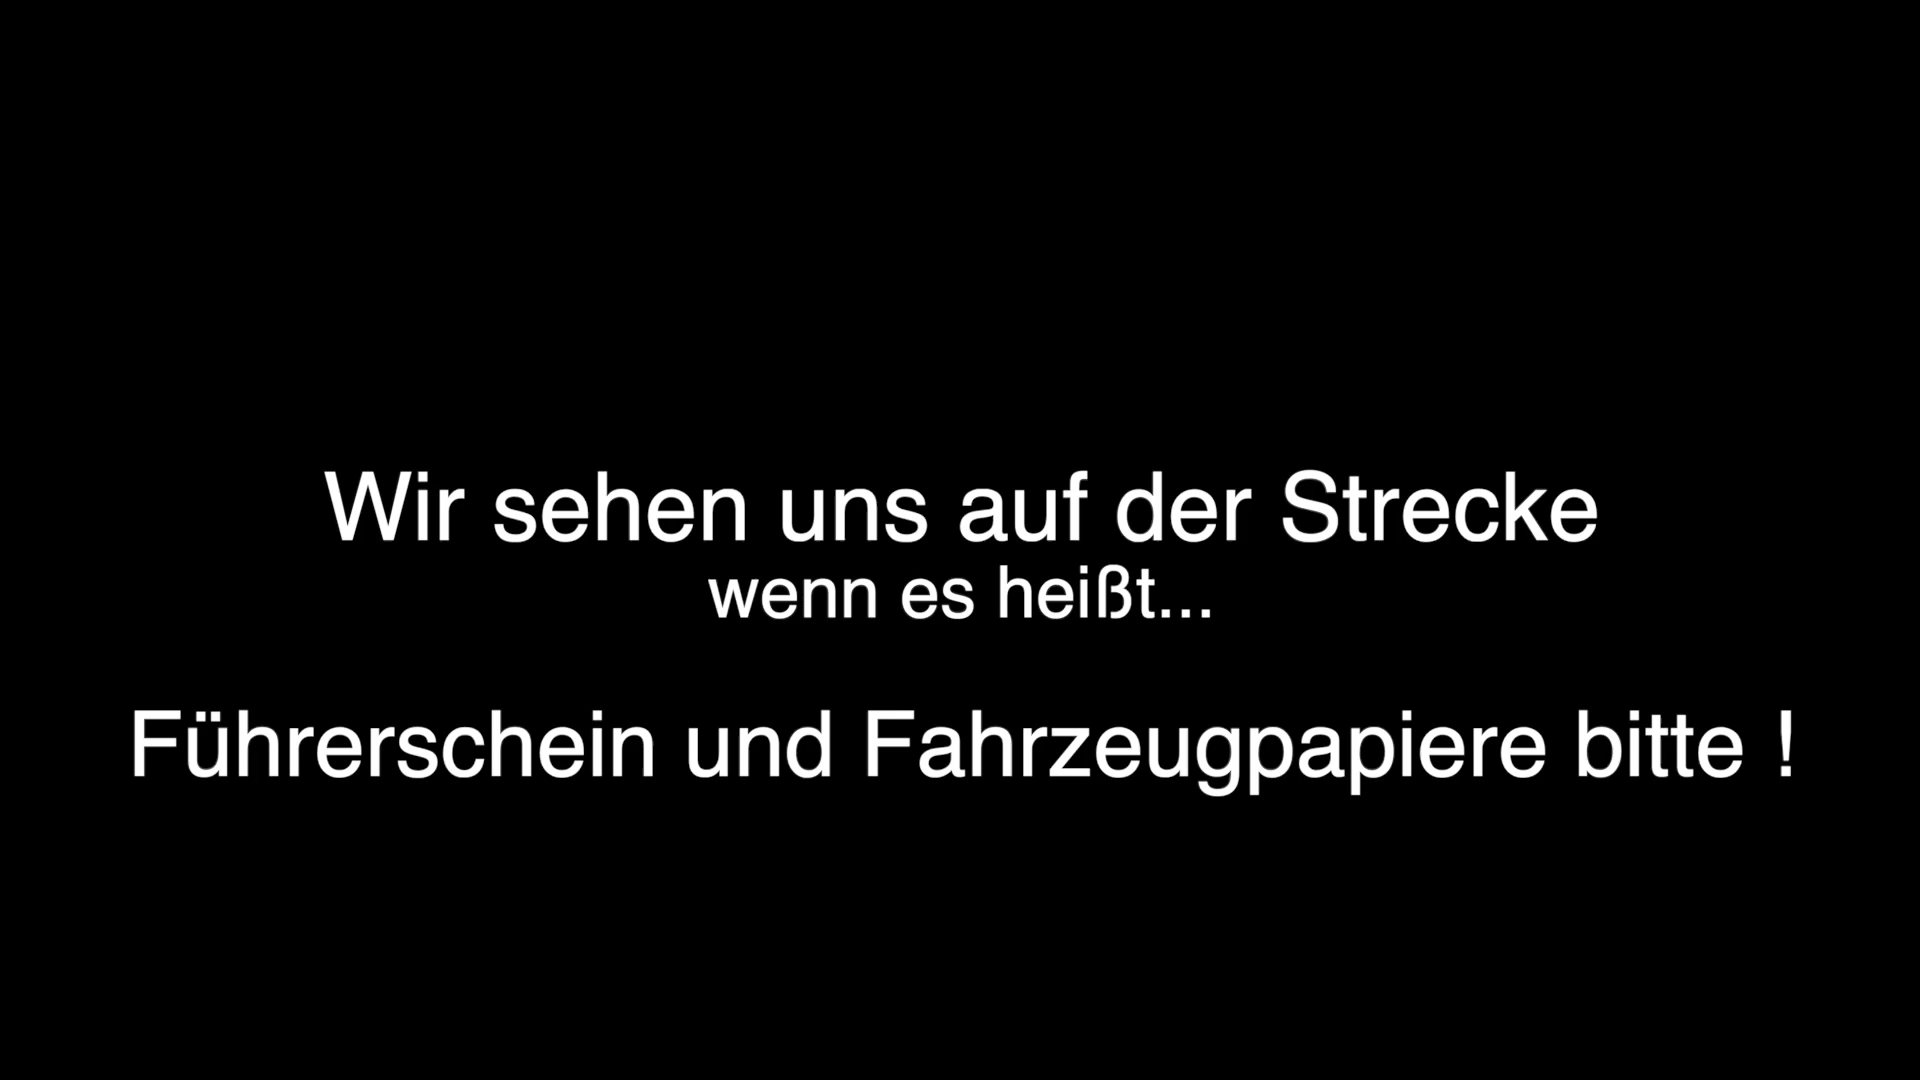 Wir sehen uns auf der Strecke
wenn es heißt...
Führerschein und Fahrzeugpapiere bitte !